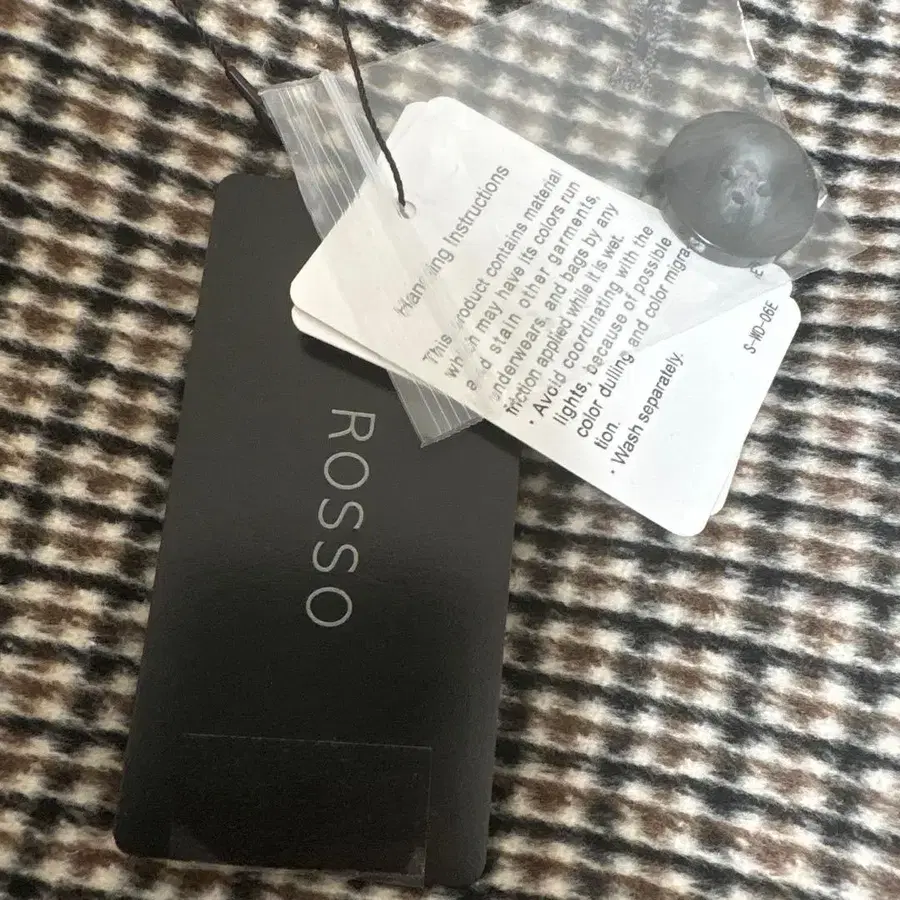 ROSSO
Handling Instructions
This product contains material
which may have its colors run
and stain other garments,
underwears, and bags by any
friction applied while it is wet.
· Avoid coordinating with the
lights, because of possible
color dulling and color migra
tion.
· Wash separately.
S-WD-06E